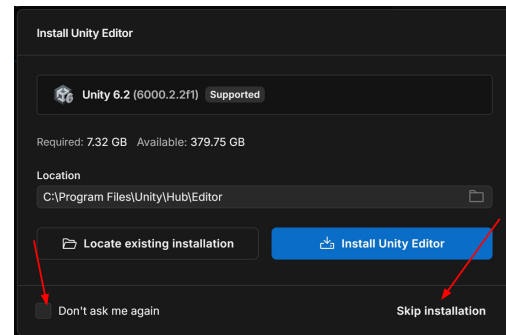 Install Unity Editor
Unity 6.2 (6000.2.2f1) Supported
Required: 7.32 GB Available: 379.75 GB
Location
C:\Program Files\Unity\Hub\Editor
Locate existing installation
Install Unity Editor
Don't ask me again
Skip installation